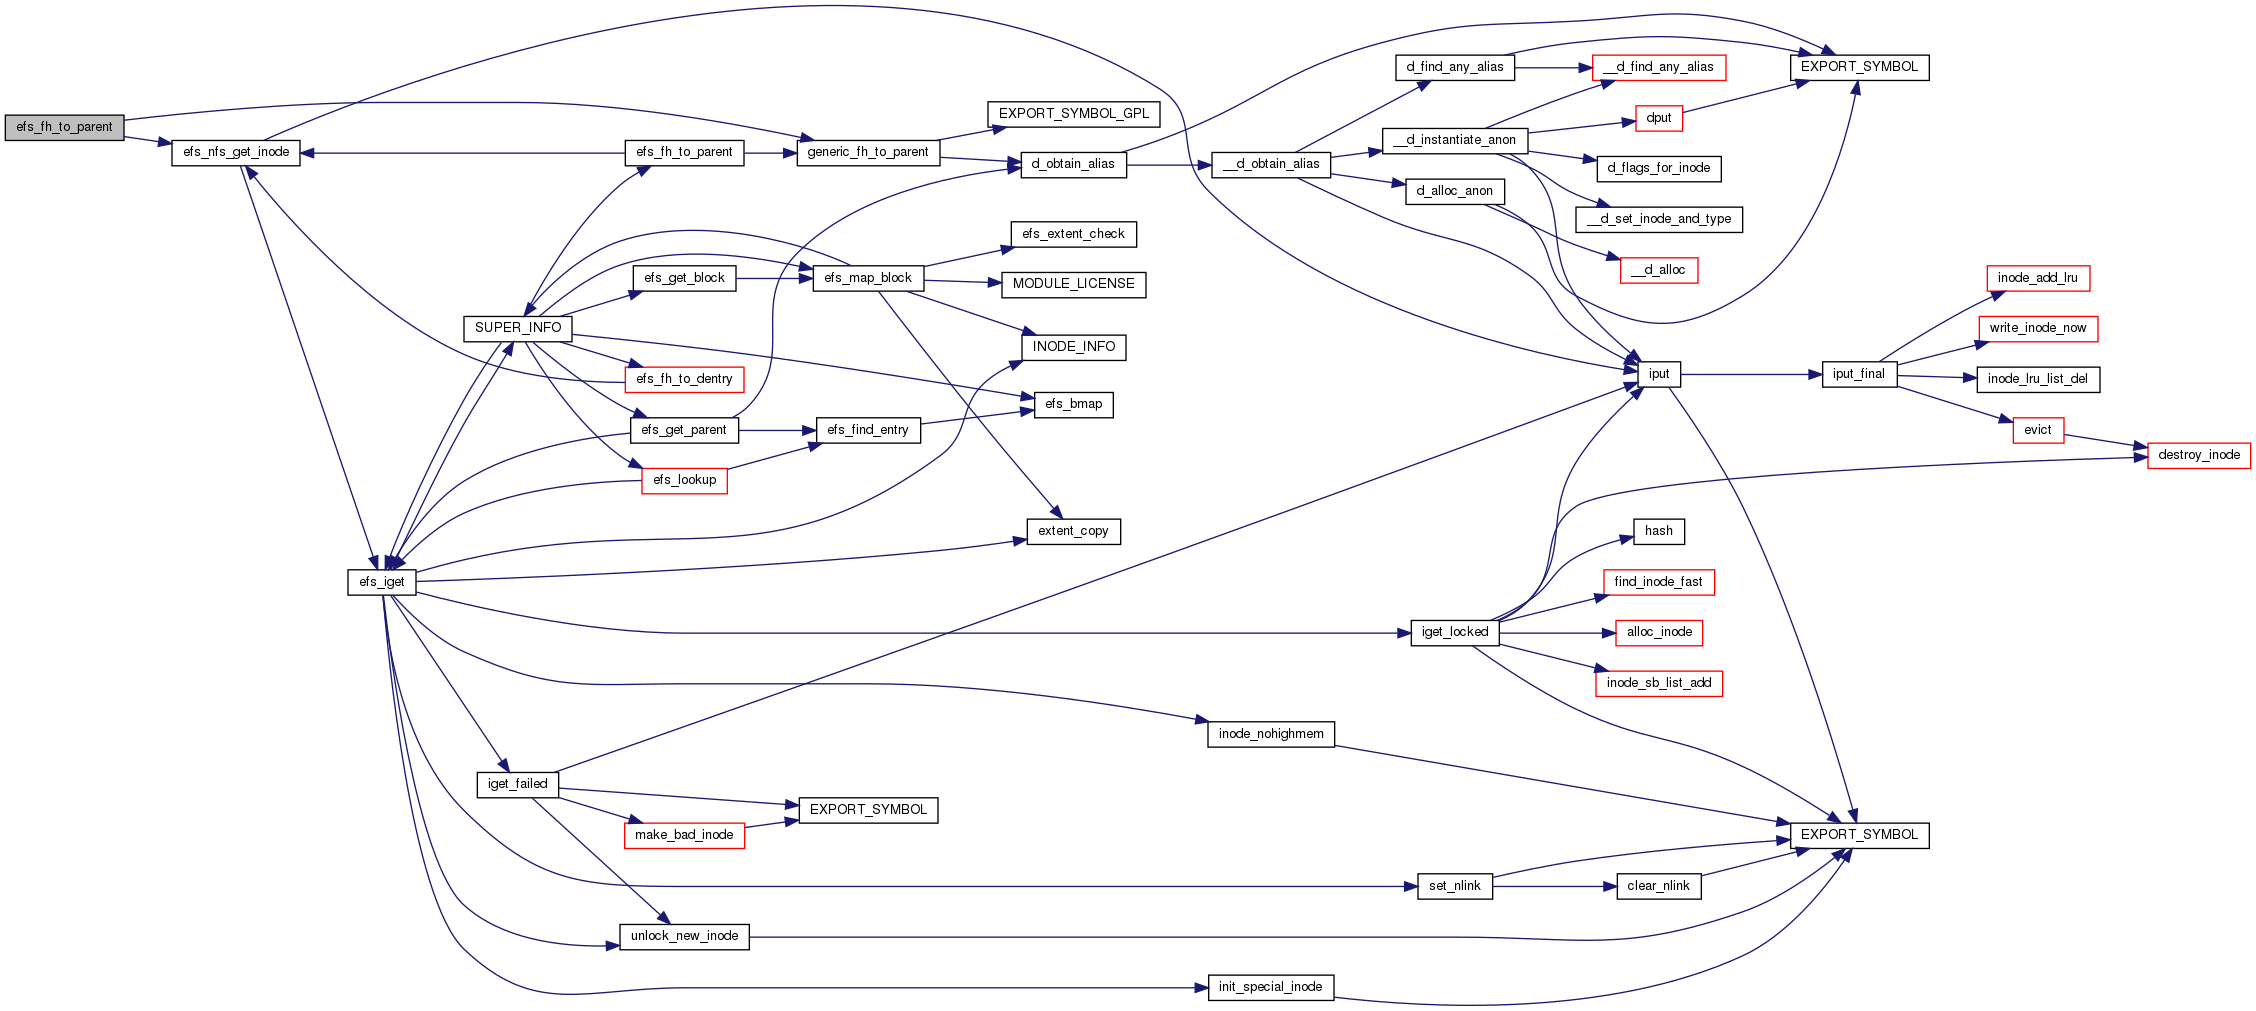 d_find_any_alias
__d_find_any_alias
EXPORT_SYMBOL
EXPORT_SYMBOL_GPL
dput
efs_fh_to_parent
__d_instantiate_anon
efs_nfs_get_inode
efs_fh_to_parent
generic_fh_to_parent
d_obtain_alias
__d_obtain_alias
d_flags_for_inode
d_alloc_anon
__d_set_inode_and_type
efs_extent_check
__d_alloc
efs_get_block
efs_map_block
MODULE_LICENSE
inode_add_lru
SUPER_INFO
write_inode_now
INODE_INFO
efs_fh_to_dentry
iput
iput_final
inode_lru_list_del
efs_bmap
efs_get_parent
efs_find_entry
evict
destroy_inode
efs_lookup
extent_copy
hash
efs_iget
find_inode_fast
iget_locked
alloc_inode
inode_sb_list_add
inode_nohighmem
iget_failed
EXPORT_SYMBOL
make_bad_inode
EXPORT_SYMBOL
set_nlink
clear_nlink
unlock_new_inode
init_special_inode